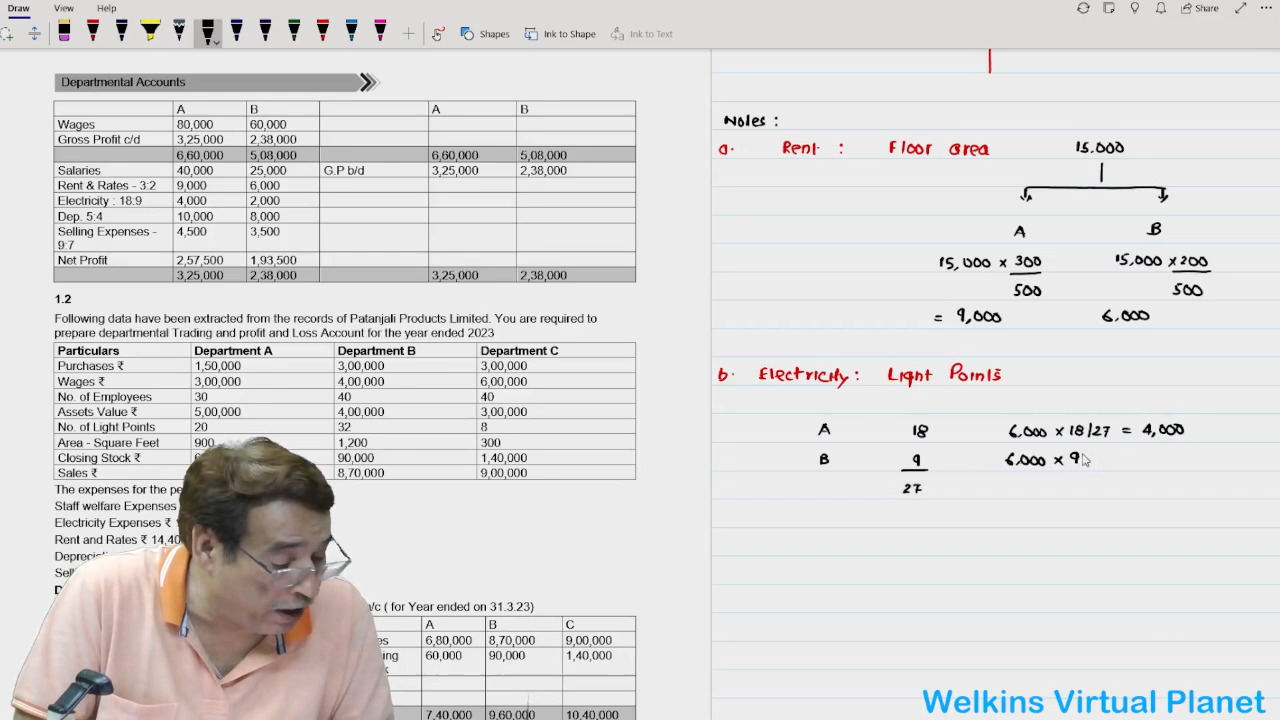 Draw View Help
Share
Shapes Ink to Shape Ink to Text
Departmental Accounts
A B A B
Wages 80,000 60,000
Gross Profit c/d 3,25,000 2,38,000
6,60,000 5,08,000 6,60,000 5,08,000
Salaries 40,000 25,000 G.P b/d 3,25,000 2,38,000
Rent & Rates - 3:2 9,000 6,000
Electricity : 18:9 4,000 2,000
Dep. 5:4 10,000 8,000
Selling Expenses - 4,500 3,500
9:7
Net Profit 2,57,500 1,93,500
3,25,000 2,38,000 3,25,000 2,38,000
1.2
Following data have been extracted from the records of Patanjali Products Limited. You are required to
prepare departmental Trading and profit and Loss Account for the year ended 2023
Particulars Department A Department B Department C
Purchases ₹ 1,50,000 3,00,000 3,00,000
Wages ₹ 3,00,000 4,00,000 6,00,000
No. of Employees 30 40 40
Assets Value ₹ 5,00,000 4,00,000 3,00,000
No. of Light Points 20 32 8
Area - Square Feet 900 1,200 300
Closing Stock ₹ 90,000 1,40,000
Sales ₹ 8,70,000 9,00,000
The expenses for the pe
Staff welfare Expenses
Electricity Expenses ₹
Rent and Rates ₹ 14,40
Depreciati
Sel
a/c ( for Year ended on 31.3.23)
A B C
es 6,80,000 8,70,000 9,00,000
ing 60,000 90,000 1,40,000
k
7,40,000 9,60,000 10,40,000
Notes :
a. Rent : Floor area 15,000
A B
15,000 × 300 15,000 × 200
500 500
= 9,000 6,000
b. Electricity: Light Points
A 18 6,000 × 18/27 = 4,000
B 9 6,000 × 9
27
Welkins Virtual Planet